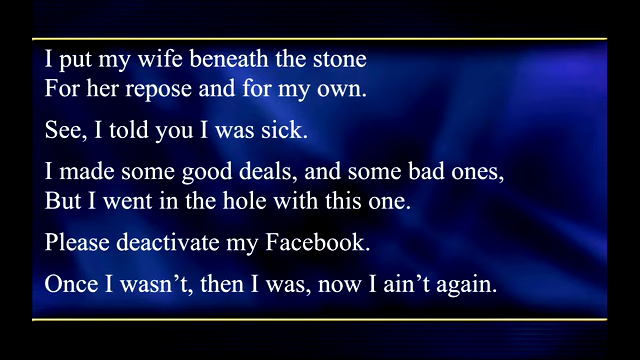 I put my wife beneath the stone
For her repose and for my own.
See, I told you I was sick.
I made some good deals, and some bad ones,
But I went in the hole with this one.
Please deactivate my Facebook.
Once I wasn’t, then I was, now I ain’t again.